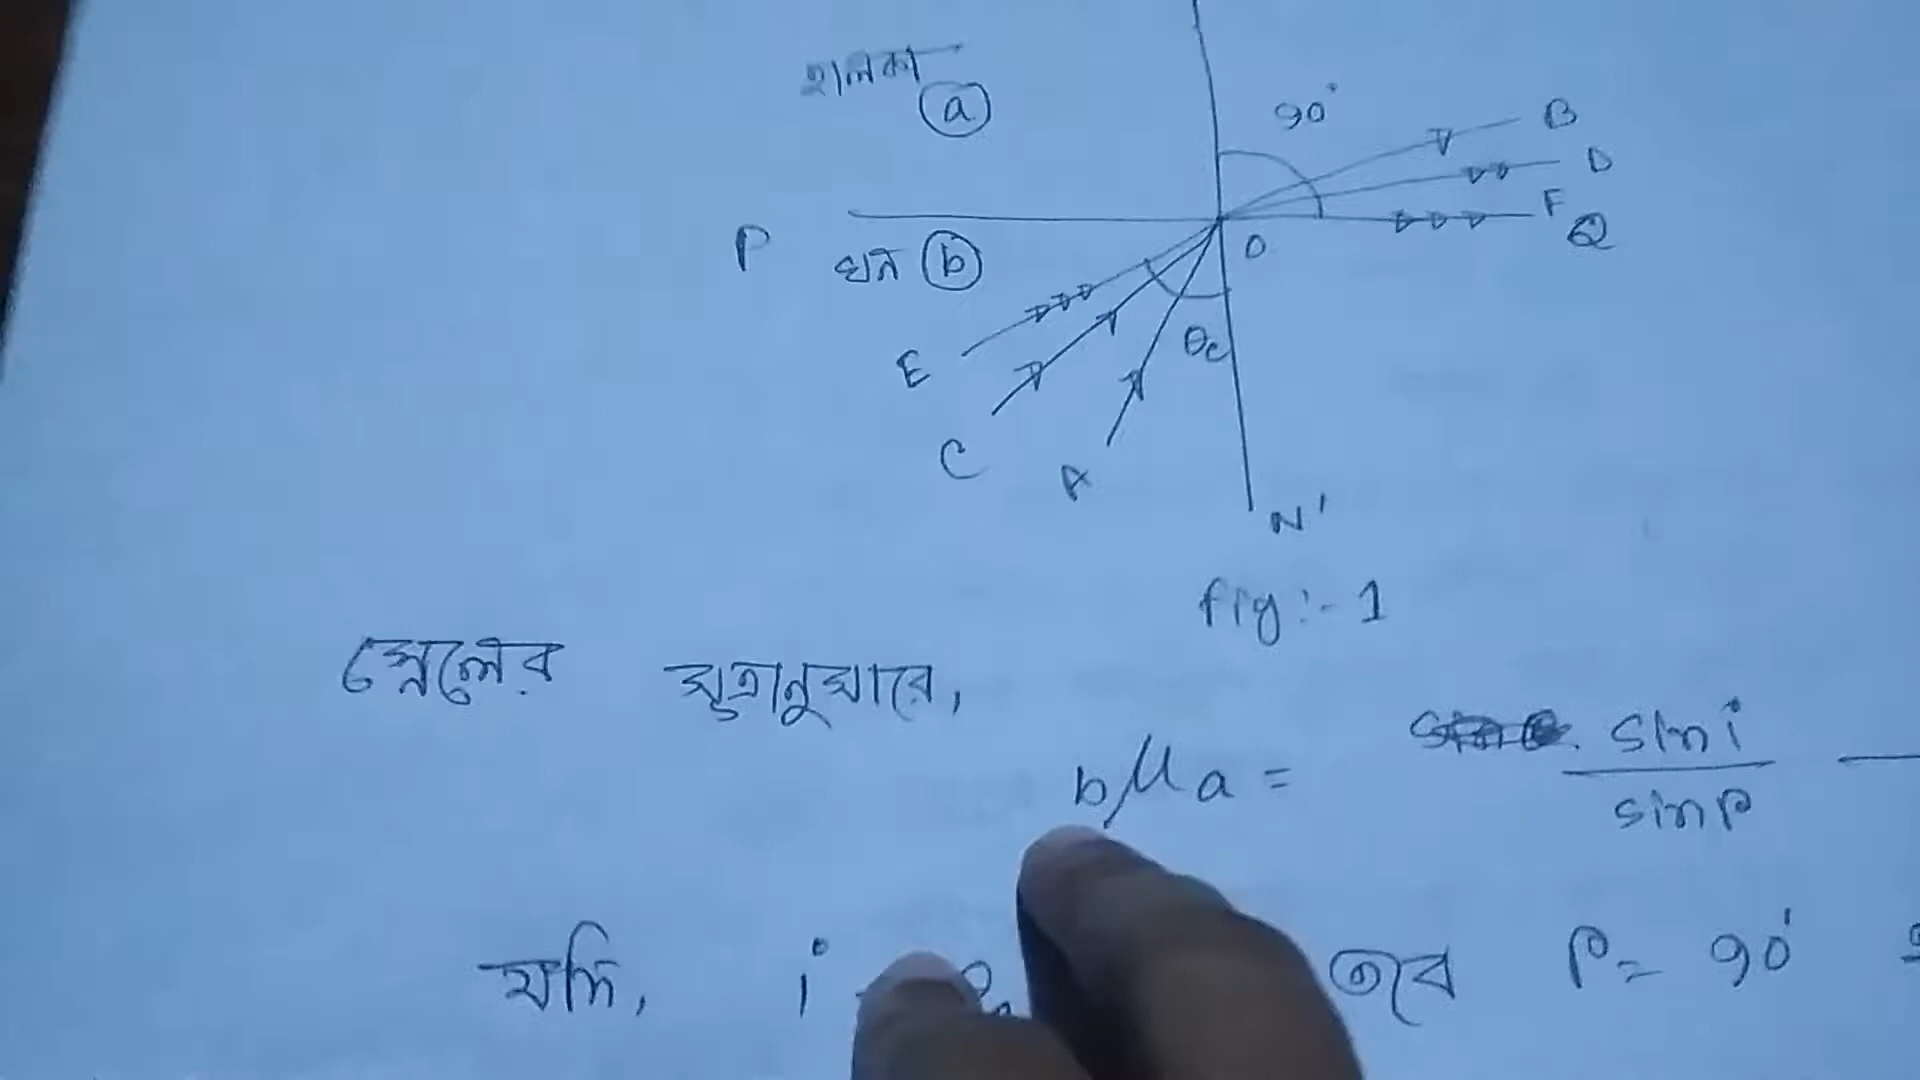 হালকা
a
90°
B
D
F
Q
P
ঘন b
O
E
θc
C
A
N'
fig:- 1
স্নেলের সূত্রানুসারে,
bμa = sin i / sin r
যদি, i তবে r = 90°